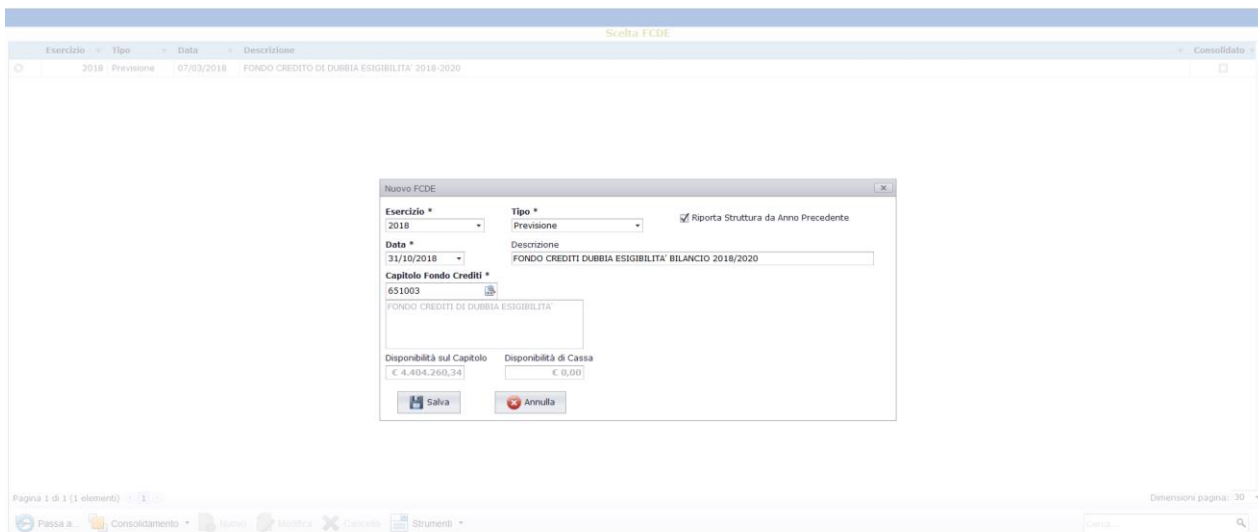 Scelta FCDE
Esercizio Tipo Data Descrizione Consolidato
2018 Previsione 07/03/2018 FONDO CREDITO DI DUBBIA ESIGIBILITA' 2018-2020
Nuovo FCDE
Esercizio * Tipo *
2018 Previsione Riporta Struttura da Anno Precedente
Data * Descrizione
31/10/2018 FONDO CREDITI DUBBIA ESIGIBILITA' BILANCIO 2018/2020
Capitolo Fondo Crediti *
651003
FONDO CREDITI DI DUBBIA ESIGIBILITA'
Disponibilità sul Capitolo Disponibilità di Cassa
€ 4.404.260,34 € 0,00
Salva Annulla
Pagina 1 di 1 (1 elementi) 1 Dimensioni pagina: 30
Passa a... Consolidamento Nuovo Modifica Cancella Strumenti Cerca...